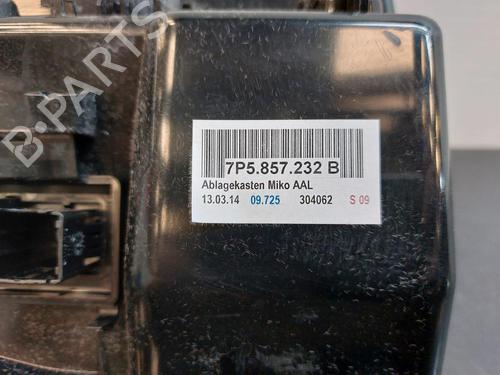 B-PARTS
7P5.857.232 B
Ablagekasten Miko AAL
13.03.14 09.725 304062 S 09